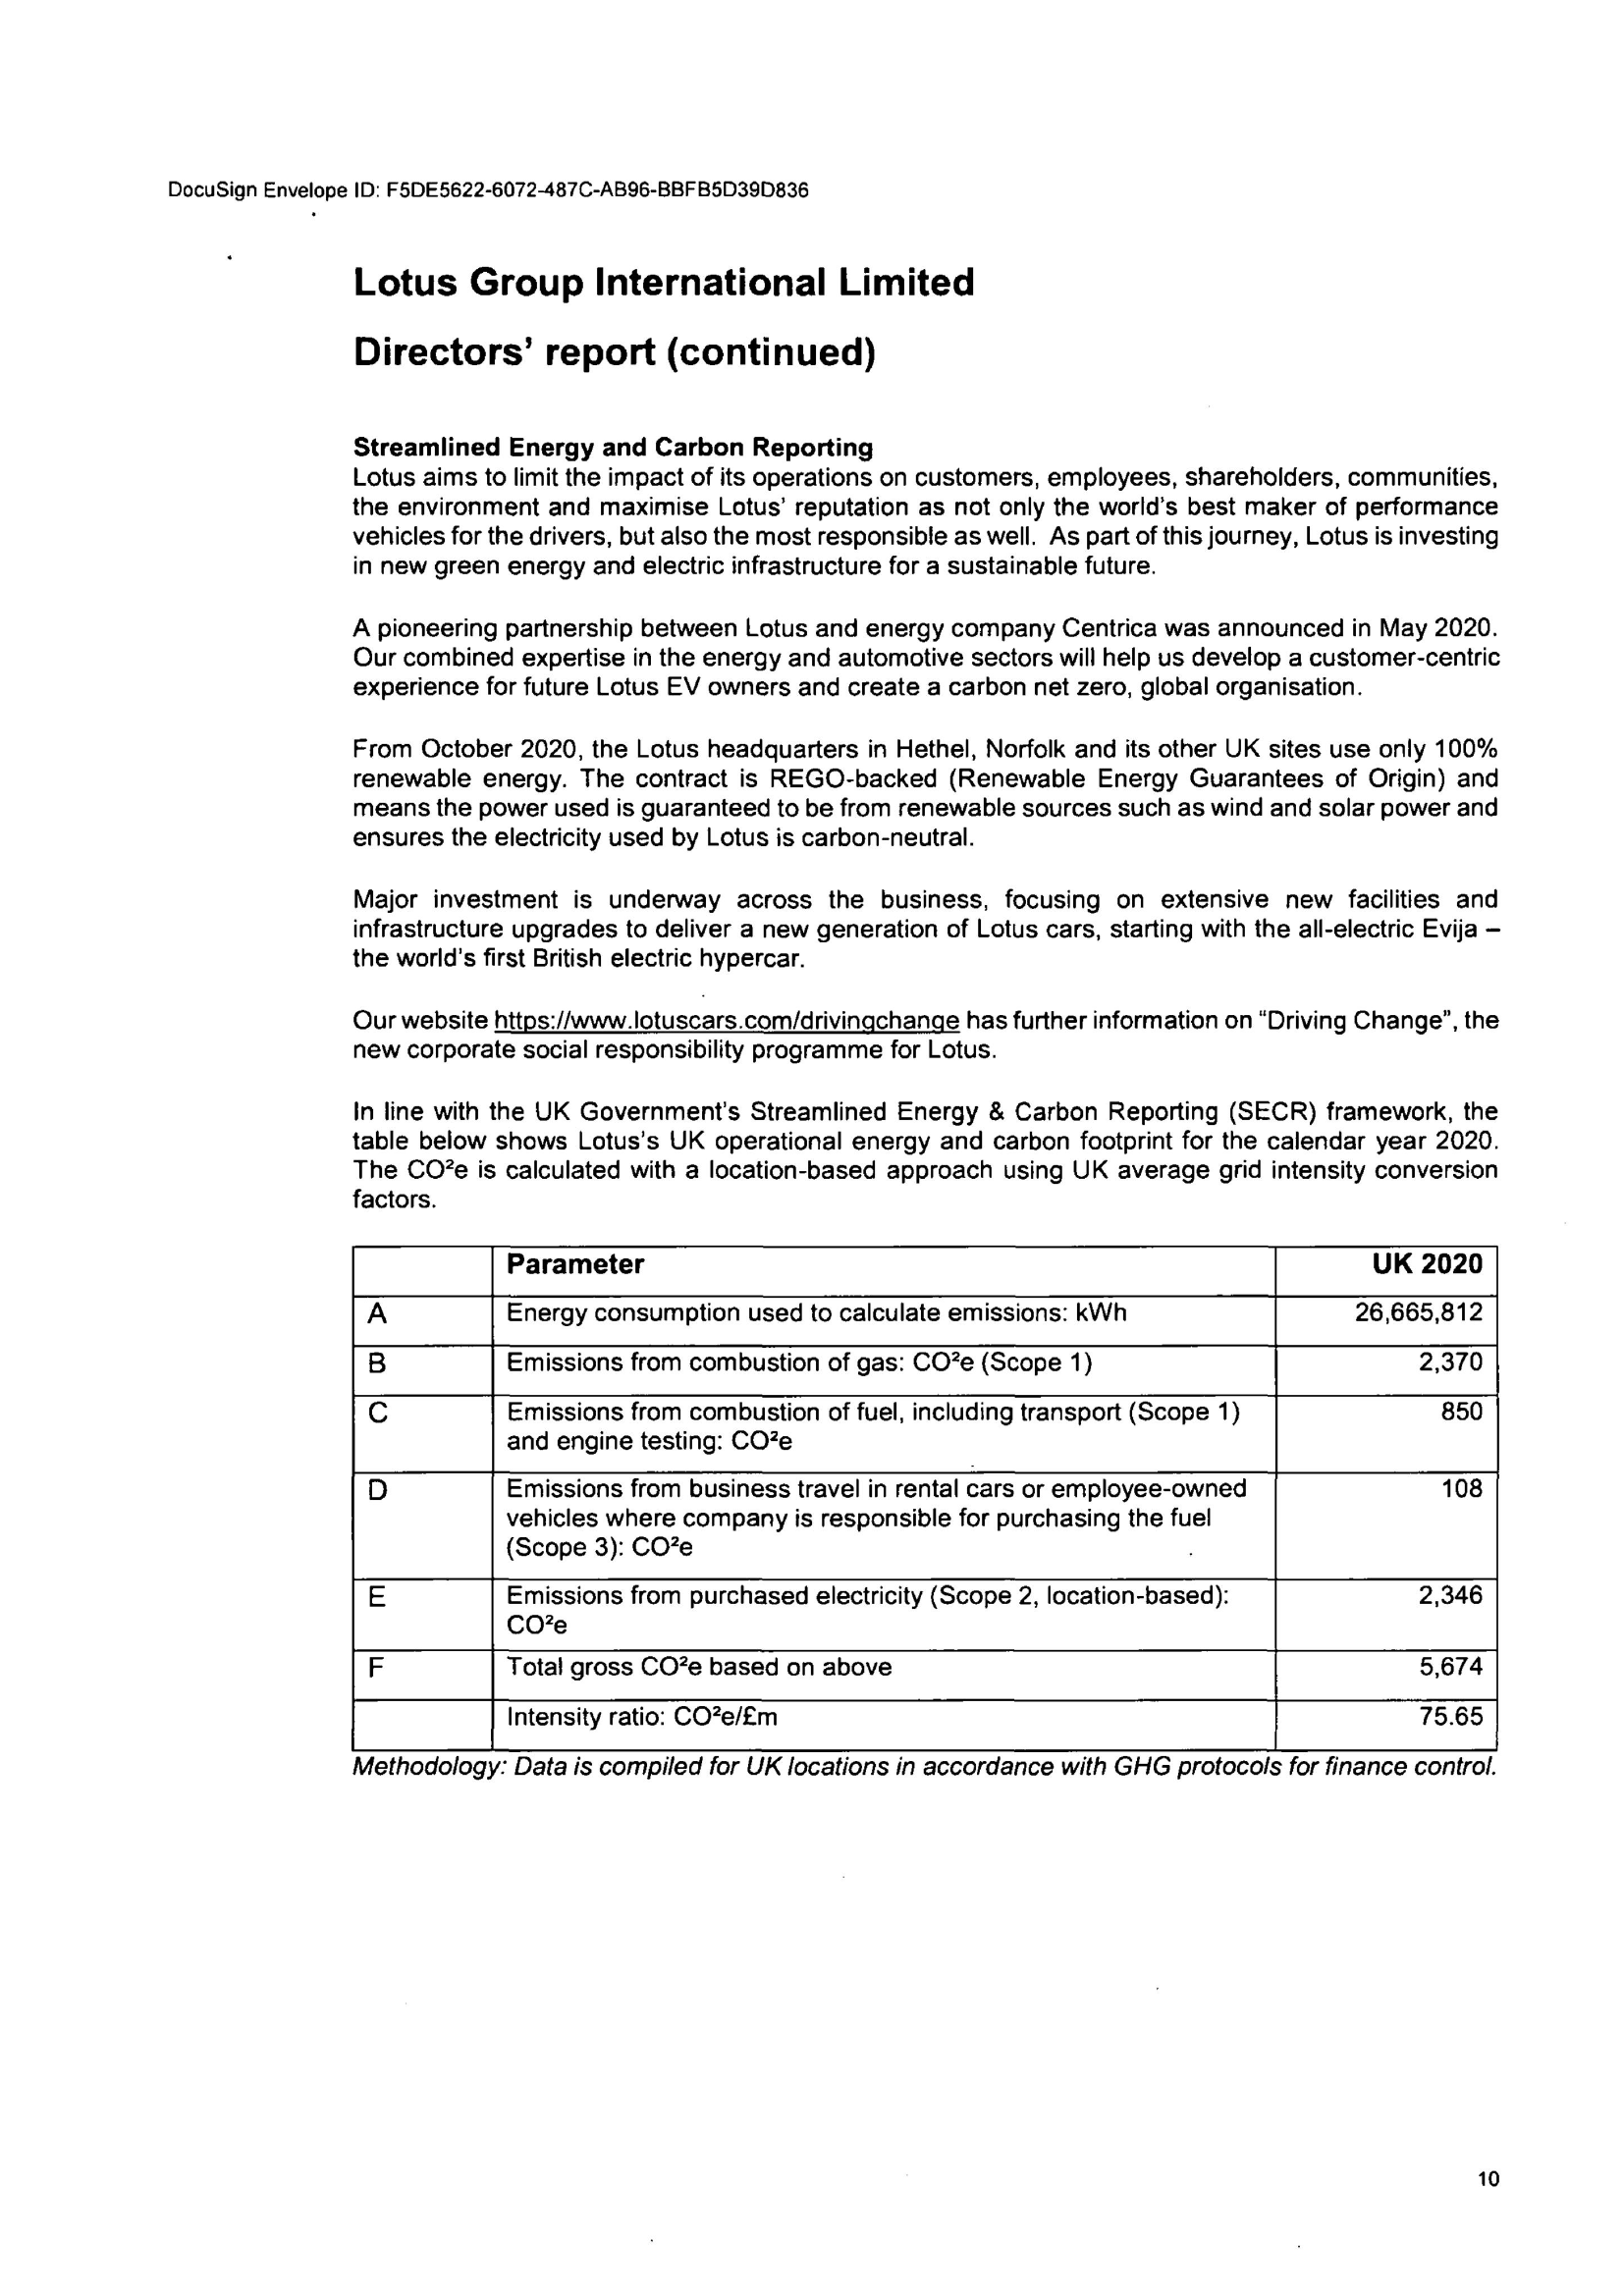 DocuSign Envelope ID: F5DE5622-6072-487C-AB96-BBFB5D39D836
Lotus Group International Limited
Directors' report (continued)
Streamlined Energy and Carbon Reporting
Lotus aims to limit the impact of its operations on customers, employees, shareholders, communities,
the environment and maximise Lotus' reputation as not only the world's best maker of performance
vehicles for the drivers, but also the most responsible as well. As part of this journey, Lotus is investing
in new green energy and electric infrastructure for a sustainable future.
A pioneering partnership between Lotus and energy company Centrica was announced in May 2020.
Our combined expertise in the energy and automotive sectors will help us develop a customer-centric
experience for future Lotus EV owners and create a carbon net zero, global organisation.
From October 2020, the Lotus headquarters in Hethel, Norfolk and its other UK sites use only 100%
renewable energy. The contract is REGO-backed (Renewable Energy Guarantees of Origin) and
means the power used is guaranteed to be from renewable sources such as wind and solar power and
ensures the electricity used by Lotus is carbon-neutral.
Major investment is underway across the business, focusing on extensive new facilities and
infrastructure upgrades to deliver a new generation of Lotus cars, starting with the all-electric Evija –
the world's first British electric hypercar.
Our website https://www.lotuscars.com/drivingchange has further information on "Driving Change", the
new corporate social responsibility programme for Lotus.
In line with the UK Government's Streamlined Energy & Carbon Reporting (SECR) framework, the
table below shows Lotus's UK operational energy and carbon footprint for the calendar year 2020.
The CO²e is calculated with a location-based approach using UK average grid intensity conversion
factors.
Parameter UK 2020
A Energy consumption used to calculate emissions: kWh 26,665,812
B Emissions from combustion of gas: CO²e (Scope 1) 2,370
C Emissions from combustion of fuel, including transport (Scope 1) 850
and engine testing: CO²e
D Emissions from business travel in rental cars or employee-owned 108
vehicles where company is responsible for purchasing the fuel
(Scope 3): CO²e
E Emissions from purchased electricity (Scope 2, location-based): 2,346
CO²e
F Total gross CO²e based on above 5,674
Intensity ratio: CO²e/£m 75.65
Methodology: Data is compiled for UK locations in accordance with GHG protocols for finance control.
10